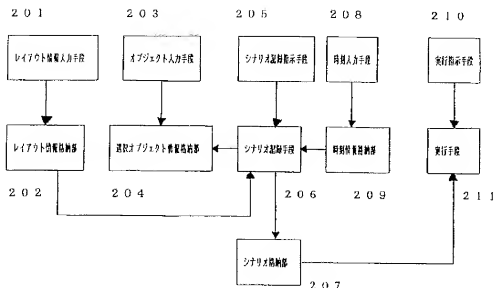 201
203
205
208
210
レイアウト情報入力手段
オブジェクト入力手段
シナリオ記録指示手段
時刻入力手段
実行指示手段
レイアウト情報格納部
選択オブジェクト情報格納部
シナリオ記録手段
時刻情報格納部
実行手段
202
204
206
209
211
シナリオ格納部
207